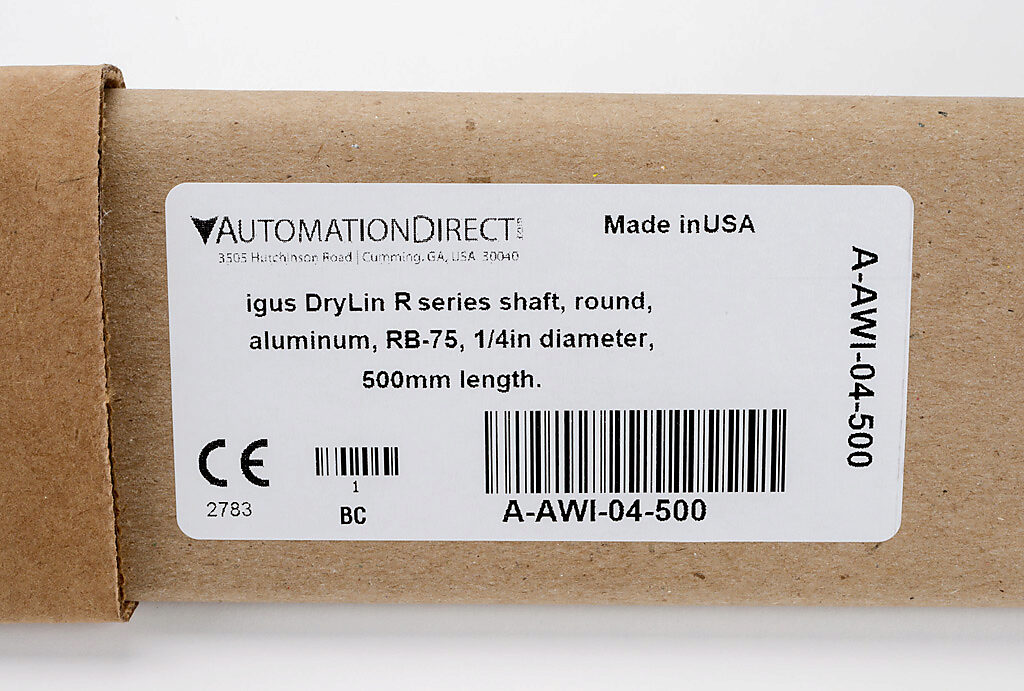 AUTOMATIONDIRECT
3505 Hutchinson Road | Cumming, GA, USA 30040
Made inUSA
igus DryLin R series shaft, round,
aluminum, RB-75, 1/4in diameter,
500mm length.
A-AWI-04-500
CE
2783
1
BC
A-AWI-04-500